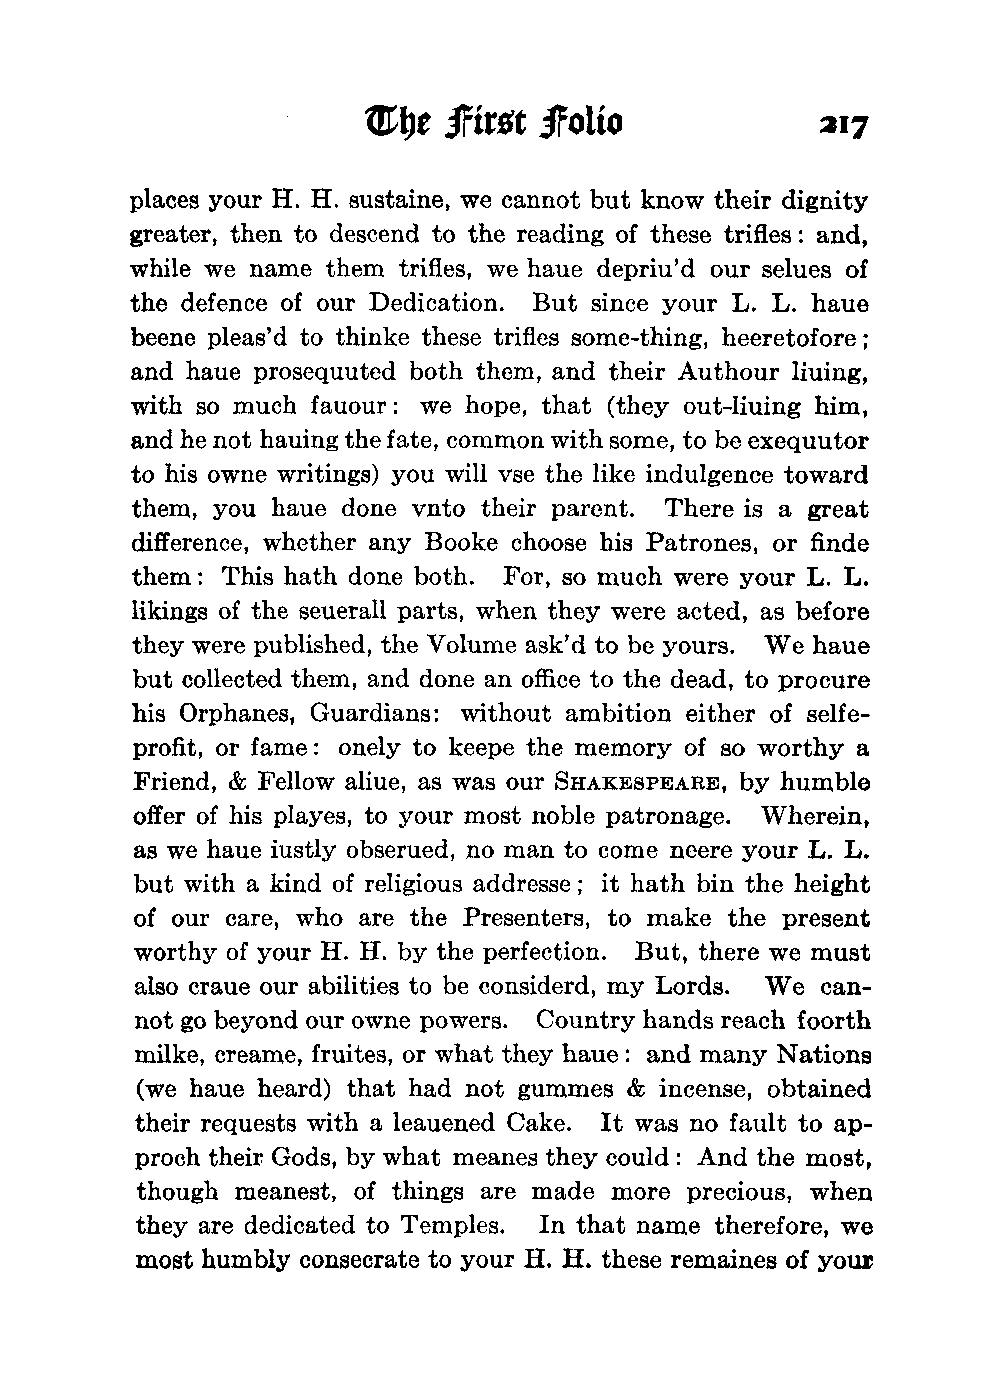 The First Folio 217
places your H. H. sustaine, we cannot but know their dignity
greater, then to descend to the reading of these trifles: and,
while we name them trifles, we haue depriu'd our selues of
the defence of our Dedication. But since your L. L. haue
beene pleas'd to thinke these trifles some-thing, heeretofore;
and haue prosequuted both them, and their Authour liuing,
with so much fauour: we hope, that (they out-liuing him,
and he not hauing the fate, common with some, to be exequutor
to his owne writings) you will vse the like indulgence toward
them, you haue done vnto their parent. There is a great
difference, whether any Booke choose his Patrones, or finde
them: This hath done both. For, so much were your L. L.
likings of the seuerall parts, when they were acted, as before
they were published, the Volume ask'd to be yours. We haue
but collected them, and done an office to the dead, to procure
his Orphanes, Guardians: without ambition either of selfe-
profit, or fame: onely to keepe the memory of so worthy a
Friend, & Fellow aliue, as was our SHAKESPEARE, by humble
offer of his playes, to your most noble patronage. Wherein,
as we haue iustly obserued, no man to come neere your L. L.
but with a kind of religious addresse; it hath bin the height
of our care, who are the Presenters, to make the present
worthy of your H. H. by the perfection. But, there we must
also craue our abilities to be considerd, my Lords. We can-
not go beyond our owne powers. Country hands reach foorth
milke, creame, fruites, or what they haue: and many Nations
(we haue heard) that had not gummes & incense, obtained
their requests with a leauened Cake. It was no fault to ap-
proch their Gods, by what meanes they could: And the most,
though meanest, of things are made more precious, when
they are dedicated to Temples. In that name therefore, we
most humbly consecrate to your H. H. these remaines of your